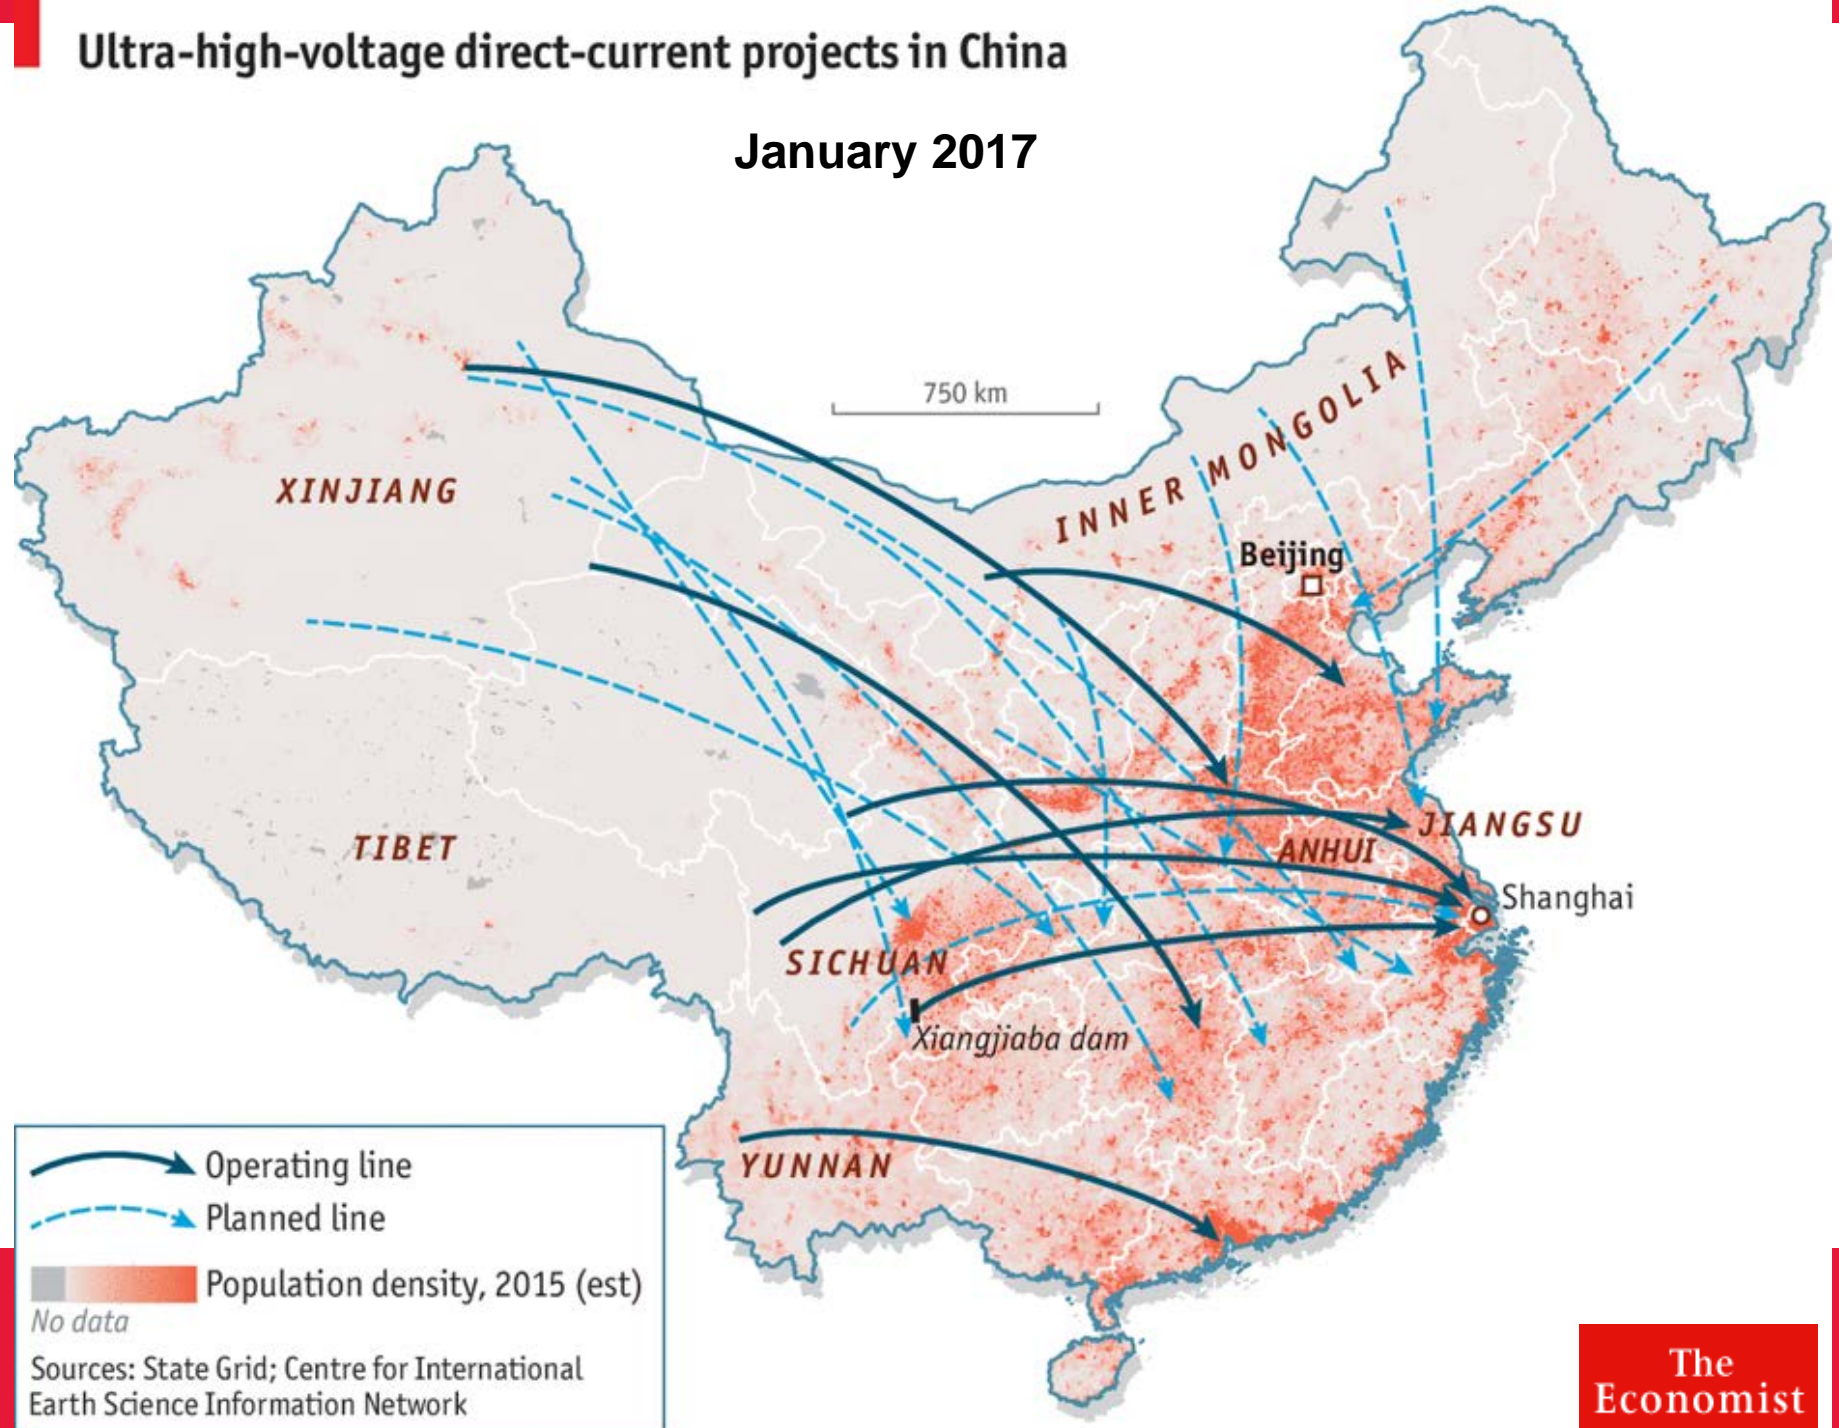 Ultra-high-voltage direct-current projects in China
January 2017
750 km
INNER MONGOLIA
XINJIANG
Beijing
TIBET
JIANGSU
ANHUI
Shanghai
SICHUAN
Xiangjiaba dam
YUNNAN
Operating line
Planned line
Population density, 2015 (est)
No data
Sources: State Grid; Centre for International
Earth Science Information Network
The
Economist